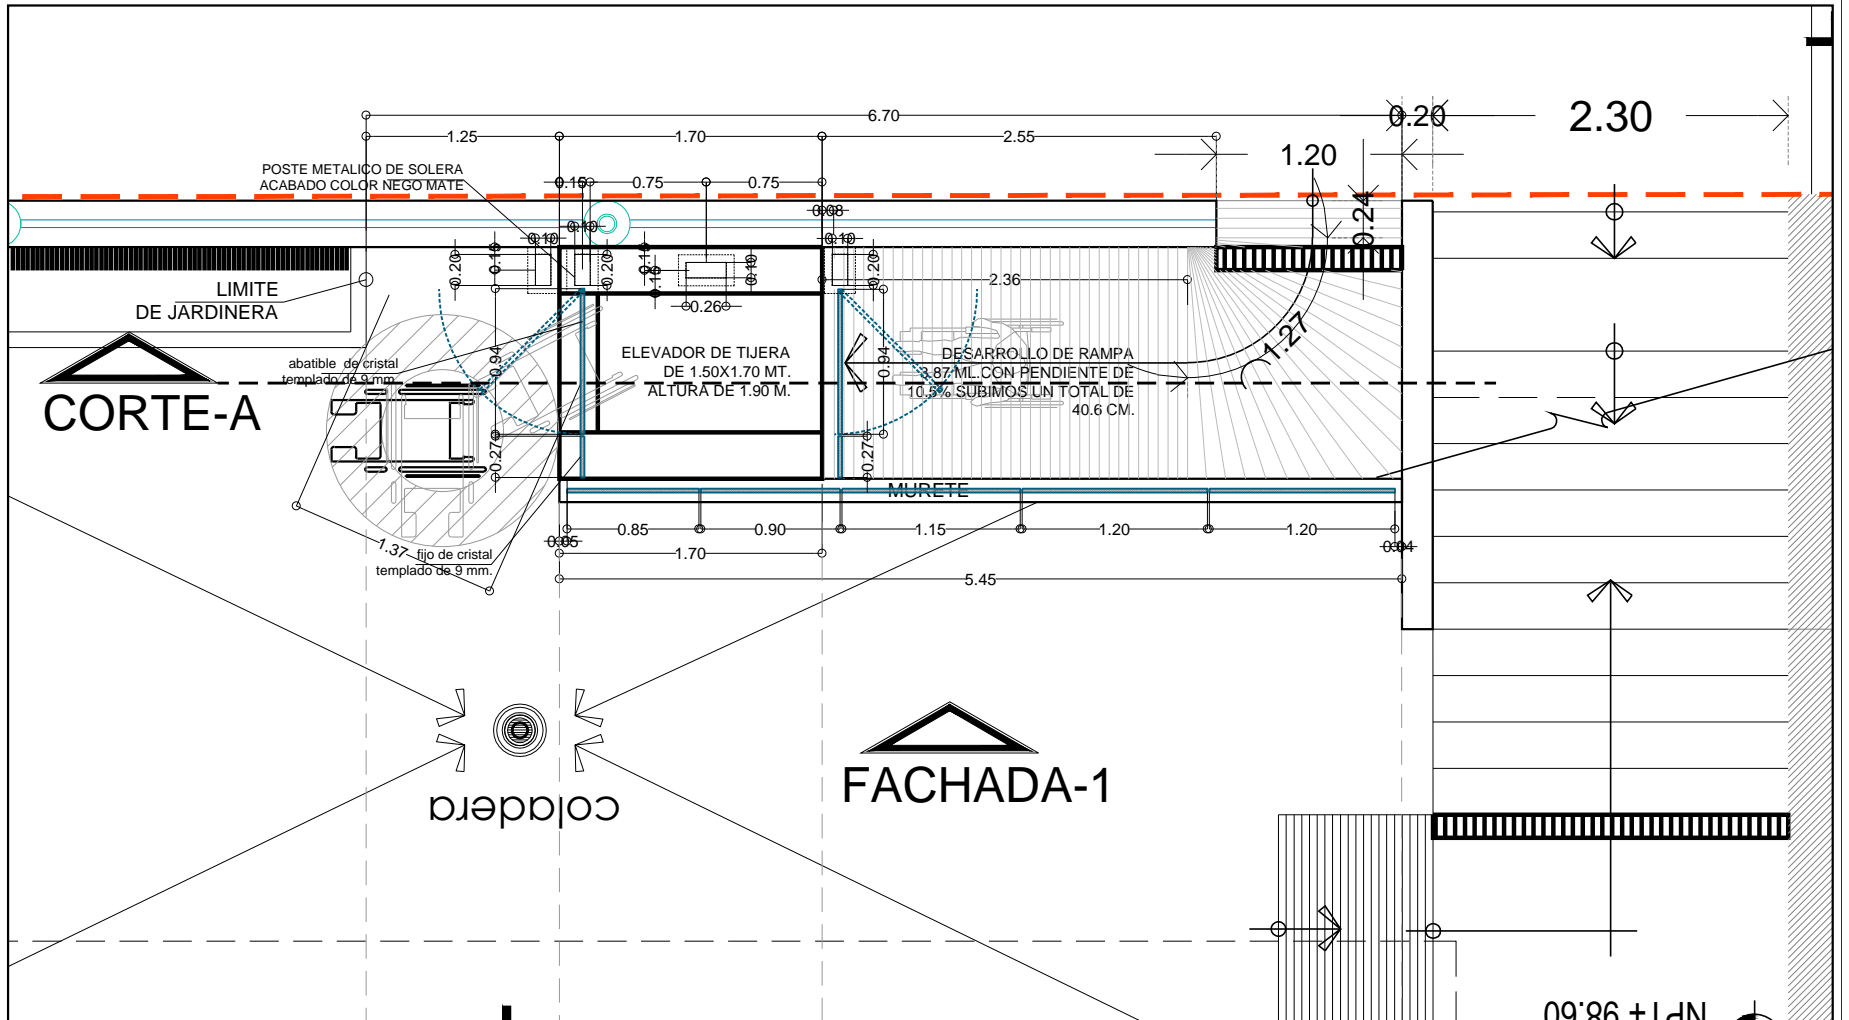 6.70
0.20
2.30
1.25
1.70
2.55
1.20
POSTE METALICO DE SOLERA
ACABADO COLOR NEGO MATE
0.15
0.75
0.75
0.08
0.24
0.10
0.10
0.10
0.20
0.15
0.20
0.15
0.15
0.10
0.20
0.26
2.36
LIMITE
DE JARDINERA
1.27
0.94
0.94
abatible de cristal
templado de 9 mm.
ELEVADOR DE TIJERA
DE 1.50X1.70 MT.
ALTURA DE 1.90 M.
DESARROLLO DE RAMPA
3.87 ML.CON PENDIENTE DE
10.5% SUBIMOS UN TOTAL DE
40.6 CM.
CORTE-A
0.27
0.27
MURETE
0.85
0.90
1.15
1.20
1.20
0.05
0.04
1.37
fijo de cristal
templado de 9 mm.
1.70
5.45
coladera
FACHADA-1
NPT± 98.60